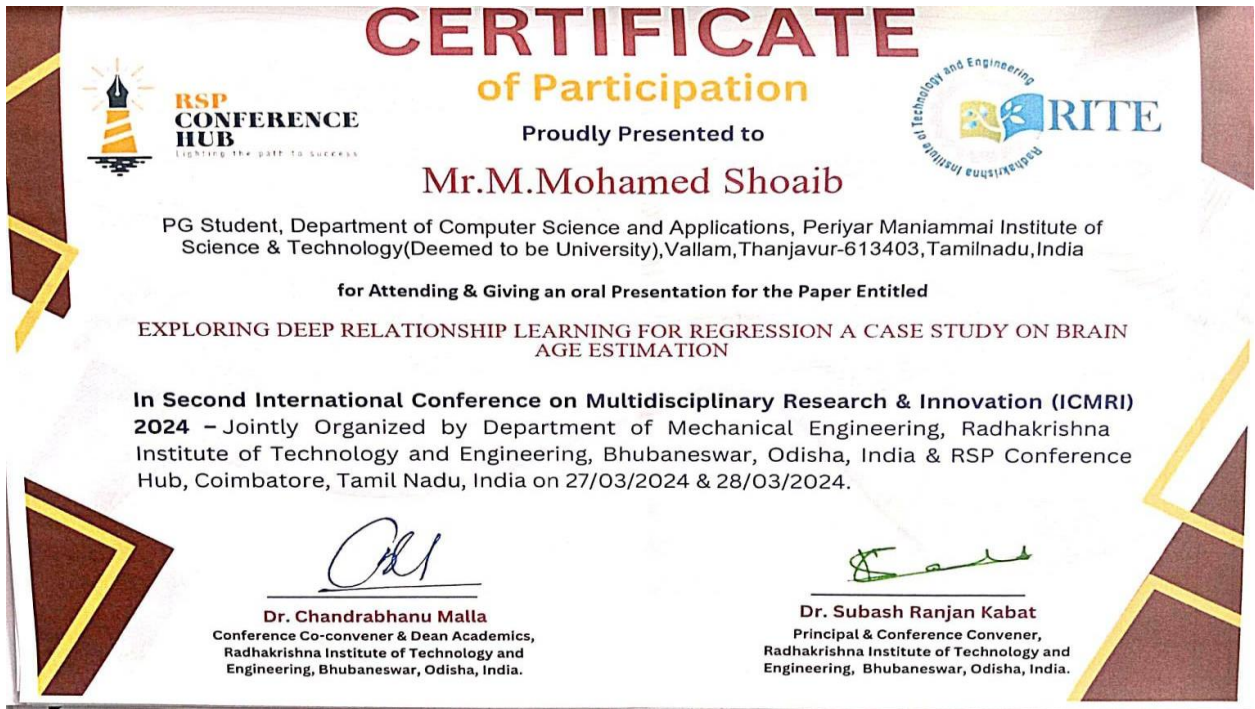 CERTIFICATE
of Participation
RSP
CONFERENCE
HUB
Lighting the path to success
Radhakrishna Institute of Technology and Engineering
RITE
Proudly Presented to
Mr.M.Mohamed Shoaib
PG Student, Department of Computer Science and Applications, Periyar Maniammai Institute of
Science & Technology(Deemed to be University),Vallam,Thanjavur-613403,Tamilnadu,India
for Attending & Giving an oral Presentation for the Paper Entitled
EXPLORING DEEP RELATIONSHIP LEARNING FOR REGRESSION A CASE STUDY ON BRAIN
AGE ESTIMATION
In Second International Conference on Multidisciplinary Research & Innovation (ICMRI)
2024 – Jointly Organized by Department of Mechanical Engineering, Radhakrishna
Institute of Technology and Engineering, Bhubaneswar, Odisha, India & RSP Conference
Hub, Coimbatore, Tamil Nadu, India on 27/03/2024 & 28/03/2024.
Dr. Chandrabhanu Malla
Conference Co-convener & Dean Academics,
Radhakrishna Institute of Technology and
Engineering, Bhubaneswar, Odisha, India.
Dr. Subash Ranjan Kabat
Principal & Conference Convener,
Radhakrishna Institute of Technology and
Engineering, Bhubaneswar, Odisha, India.